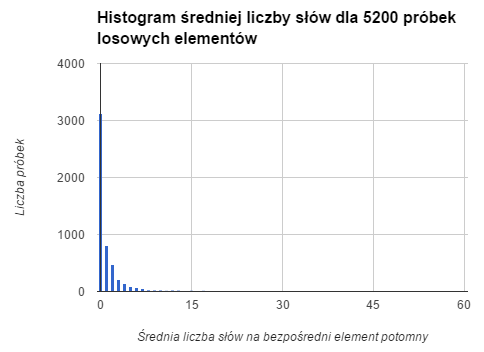 Histogram średniej liczby słów dla 5200 próbek
losowych elementów
4000
3000
2000
1000
0
Liczba próbek
0 15 30 45 60
Średnia liczba słów na bezpośredni element potomny